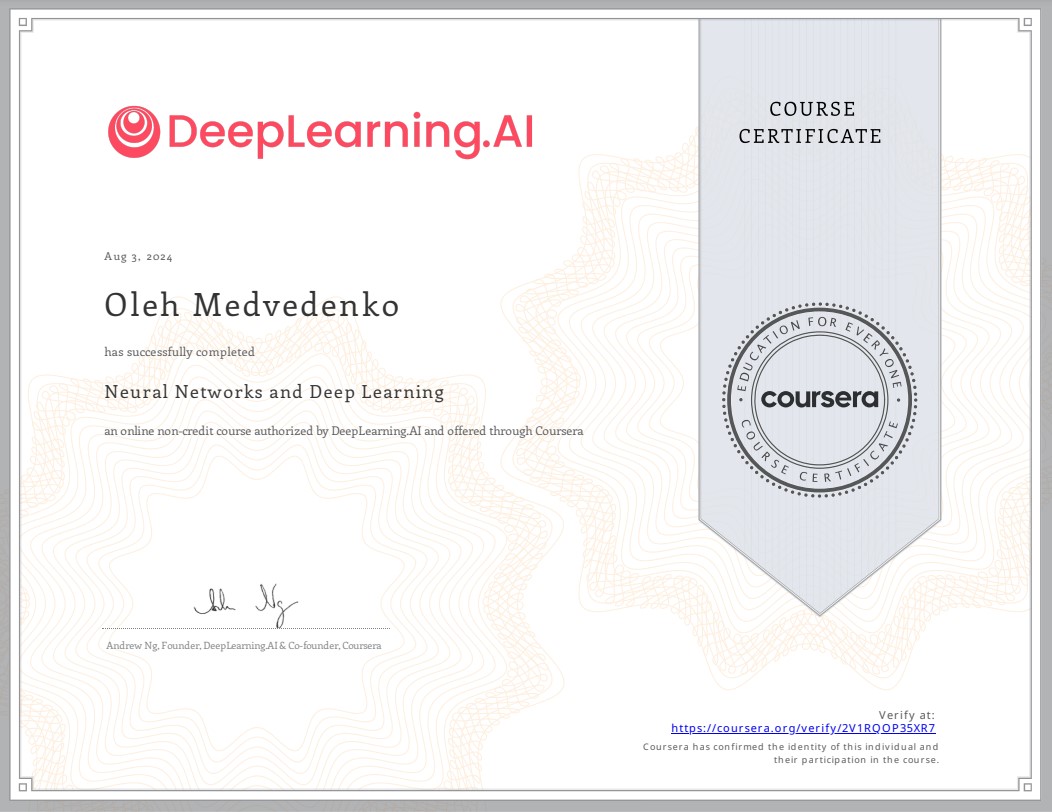 DeepLearning.AI
COURSE
CERTIFICATE
Aug 3, 2024
Oleh Medvedenko
has successfully completed
Neural Networks and Deep Learning
an online non-credit course authorized by DeepLearning.AI and offered through Coursera
EDUCATION FOR EVERYONE
coursera
COURSE CERTIFICATE
Andrew Ng, Founder, DeepLearning.AI & Co-founder, Coursera
Verify at:
https://coursera.org/verify/2V1RQOP35XR7
Coursera has confirmed the identity of this individual and
their participation in the course.